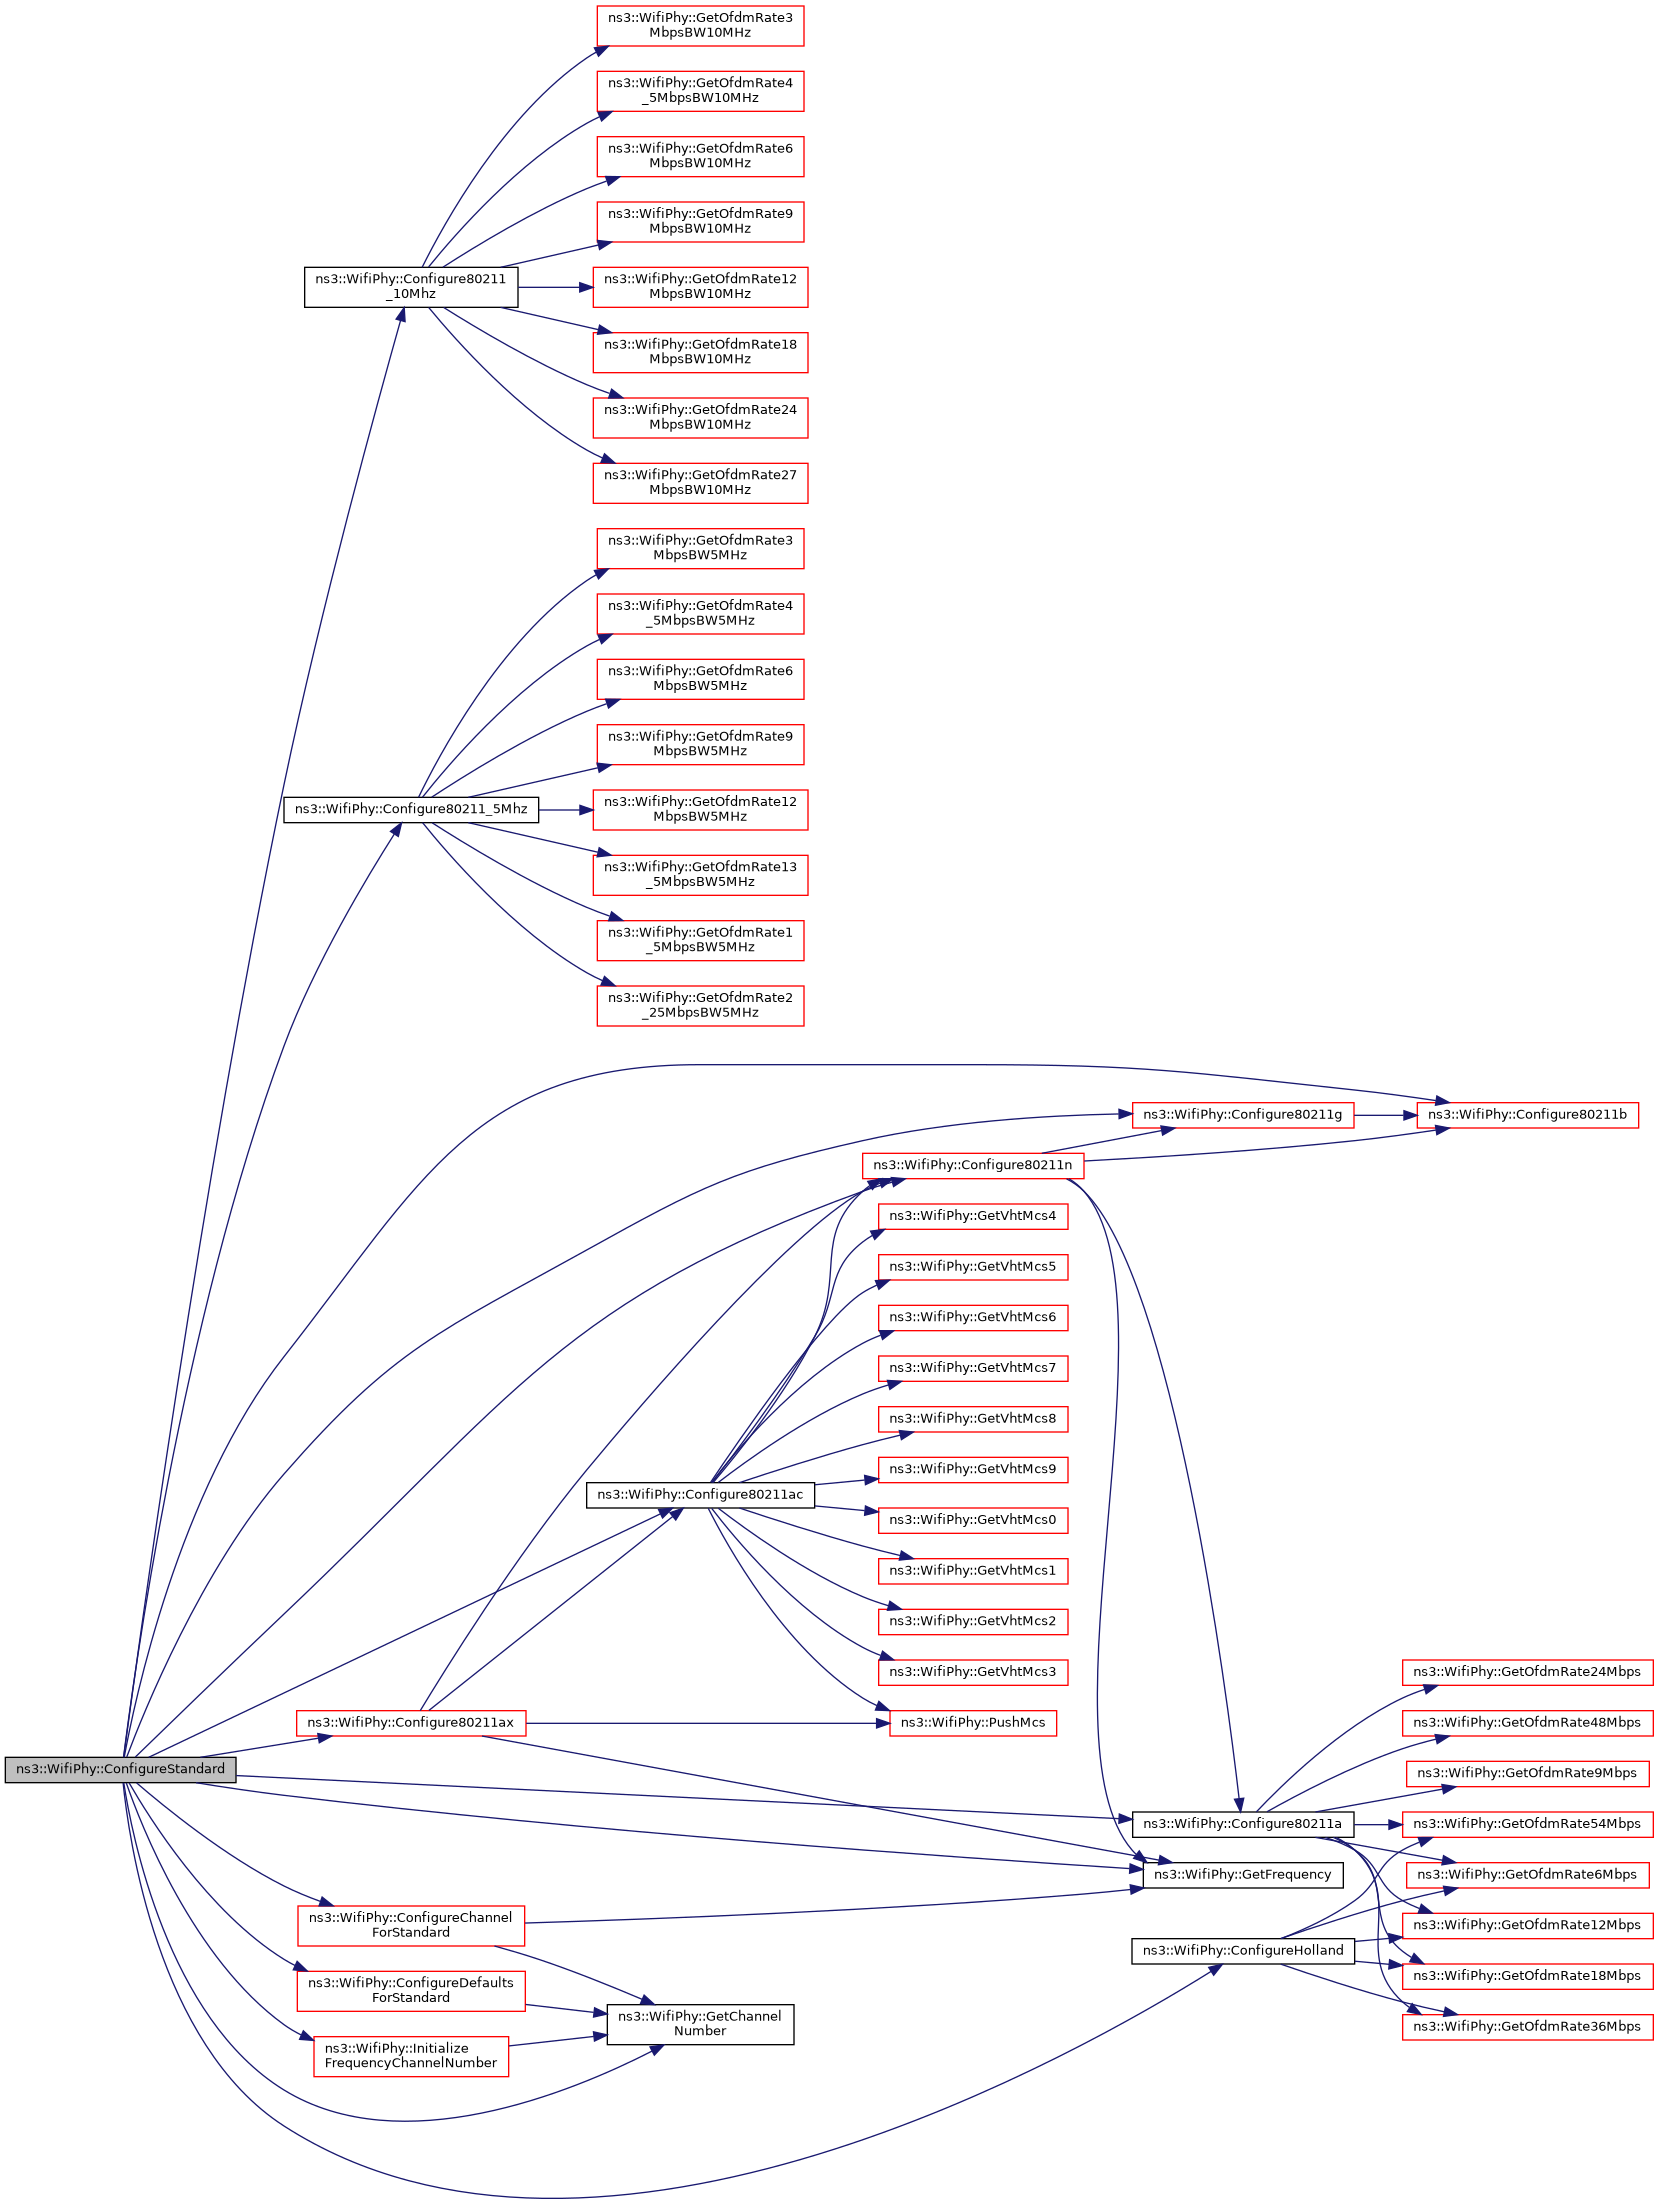 ns3::WifiPhy::GetOfdmRate3
MbpsBW10MHz
ns3::WifiPhy::GetOfdmRate4
_5MbpsBW10MHz
ns3::WifiPhy::GetOfdmRate6
MbpsBW10MHz
ns3::WifiPhy::GetOfdmRate9
MbpsBW10MHz
ns3::WifiPhy::Configure80211
_10Mhz
ns3::WifiPhy::GetOfdmRate12
MbpsBW10MHz
ns3::WifiPhy::GetOfdmRate18
MbpsBW10MHz
ns3::WifiPhy::GetOfdmRate24
MbpsBW10MHz
ns3::WifiPhy::GetOfdmRate27
MbpsBW10MHz
ns3::WifiPhy::GetOfdmRate3
MbpsBW5MHz
ns3::WifiPhy::GetOfdmRate4
_5MbpsBW5MHz
ns3::WifiPhy::GetOfdmRate6
MbpsBW5MHz
ns3::WifiPhy::GetOfdmRate9
MbpsBW5MHz
ns3::WifiPhy::Configure80211_5Mhz
ns3::WifiPhy::GetOfdmRate12
MbpsBW5MHz
ns3::WifiPhy::GetOfdmRate13
_5MbpsBW5MHz
ns3::WifiPhy::GetOfdmRate1
_5MbpsBW5MHz
ns3::WifiPhy::GetOfdmRate2
_25MbpsBW5MHz
ns3::WifiPhy::Configure80211g
ns3::WifiPhy::Configure80211b
ns3::WifiPhy::Configure80211n
ns3::WifiPhy::GetVhtMcs4
ns3::WifiPhy::GetVhtMcs5
ns3::WifiPhy::GetVhtMcs6
ns3::WifiPhy::GetVhtMcs7
ns3::WifiPhy::GetVhtMcs8
ns3::WifiPhy::GetVhtMcs9
ns3::WifiPhy::Configure80211ac
ns3::WifiPhy::GetVhtMcs0
ns3::WifiPhy::GetVhtMcs1
ns3::WifiPhy::GetVhtMcs2
ns3::WifiPhy::GetVhtMcs3
ns3::WifiPhy::GetOfdmRate24Mbps
ns3::WifiPhy::Configure80211ax
ns3::WifiPhy::PushMcs
ns3::WifiPhy::GetOfdmRate48Mbps
ns3::WifiPhy::ConfigureStandard
ns3::WifiPhy::GetOfdmRate9Mbps
ns3::WifiPhy::Configure80211a
ns3::WifiPhy::GetOfdmRate54Mbps
ns3::WifiPhy::GetFrequency
ns3::WifiPhy::GetOfdmRate6Mbps
ns3::WifiPhy::ConfigureChannel
ForStandard
ns3::WifiPhy::GetOfdmRate12Mbps
ns3::WifiPhy::ConfigureHolland
ns3::WifiPhy::GetOfdmRate18Mbps
ns3::WifiPhy::ConfigureDefaults
ForStandard
ns3::WifiPhy::GetChannel
Number
ns3::WifiPhy::GetOfdmRate36Mbps
ns3::WifiPhy::Initialize
FrequencyChannelNumber